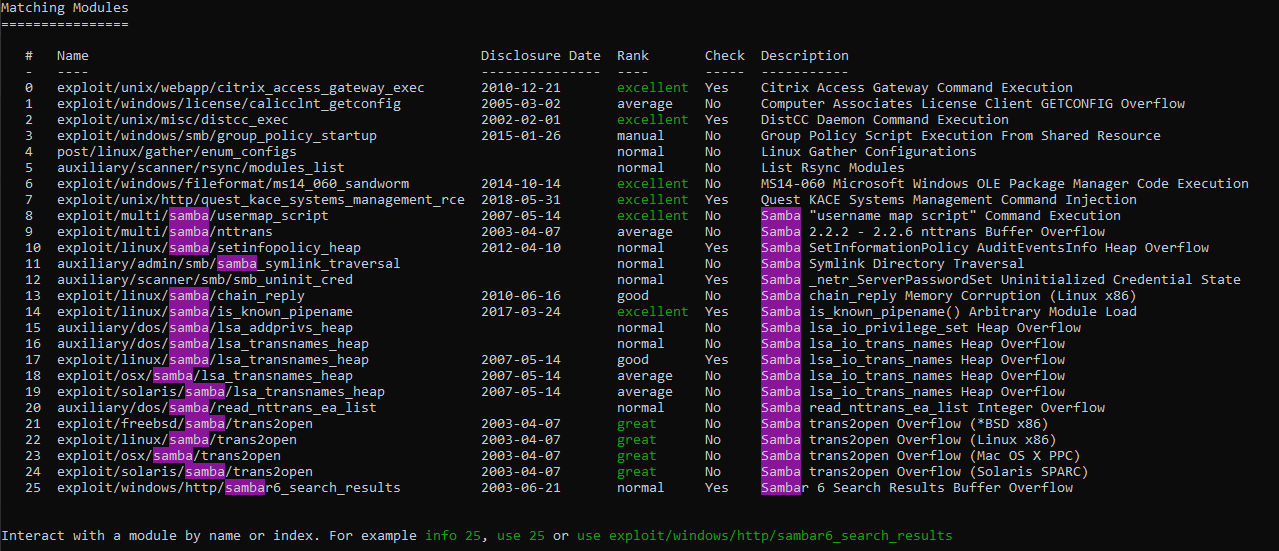 Matching Modules
================
#   Name   Disclosure Date   Rank   Check   Description
-   ----   ---------------   ----   -----   -----------
0   exploit/unix/webapp/citrix_access_gateway_exec   2010-12-21   excellent   Yes   Citrix Access Gateway Command Execution
1   exploit/windows/license/calicclnt_getconfig   2005-03-02   average   No   Computer Associates License Client GETCONFIG Overflow
2   exploit/unix/misc/distcc_exec   2002-02-01   excellent   Yes   DistCC Daemon Command Execution
3   exploit/windows/smb/group_policy_startup   2015-01-26   manual   No   Group Policy Script Execution From Shared Resource
4   post/linux/gather/enum_configs   normal   No   Linux Gather Configurations
5   auxiliary/scanner/rsync/modules_list   normal   No   List Rsync Modules
6   exploit/windows/fileformat/ms14_060_sandworm   2014-10-14   excellent   No   MS14-060 Microsoft Windows OLE Package Manager Code Execution
7   exploit/unix/http/quest_kace_systems_management_rce   2018-05-31   excellent   Yes   Quest KACE Systems Management Command Injection
8   exploit/multi/samba/usermap_script   2007-05-14   excellent   No   Samba "username map script" Command Execution
9   exploit/multi/samba/nttrans   2003-04-07   average   No   Samba 2.2.2 - 2.2.6 nttrans Buffer Overflow
10   exploit/linux/samba/setinfopolicy_heap   2012-04-10   normal   Yes   Samba SetInformationPolicy AuditEventsInfo Heap Overflow
11   auxiliary/admin/smb/samba_symlink_traversal   normal   No   Samba Symlink Directory Traversal
12   auxiliary/scanner/smb/smb_uninit_cred   normal   Yes   Samba _netr_ServerPasswordSet Uninitialized Credential State
13   exploit/linux/samba/chain_reply   2010-06-16   good   No   Samba chain_reply Memory Corruption (Linux x86)
14   exploit/linux/samba/is_known_pipename   2017-03-24   excellent   Yes   Samba is_known_pipename() Arbitrary Module Load
15   auxiliary/dos/samba/lsa_addprivs_heap   normal   No   Samba lsa_io_privilege_set Heap Overflow
16   auxiliary/dos/samba/lsa_transnames_heap   normal   No   Samba lsa_io_trans_names Heap Overflow
17   exploit/linux/samba/lsa_transnames_heap   2007-05-14   good   Yes   Samba lsa_io_trans_names Heap Overflow
18   exploit/osx/samba/lsa_transnames_heap   2007-05-14   average   No   Samba lsa_io_trans_names Heap Overflow
19   exploit/solaris/samba/lsa_transnames_heap   2007-05-14   average   No   Samba lsa_io_trans_names Heap Overflow
20   auxiliary/dos/samba/read_nttrans_ea_list   normal   No   Samba read_nttrans_ea_list Integer Overflow
21   exploit/freebsd/samba/trans2open   2003-04-07   great   No   Samba trans2open Overflow (*BSD x86)
22   exploit/linux/samba/trans2open   2003-04-07   great   No   Samba trans2open Overflow (Linux x86)
23   exploit/osx/samba/trans2open   2003-04-07   great   No   Samba trans2open Overflow (Mac OS X PPC)
24   exploit/solaris/samba/trans2open   2003-04-07   great   No   Samba trans2open Overflow (Solaris SPARC)
25   exploit/windows/http/sambar6_search_results   2003-06-21   normal   Yes   Sambar 6 Search Results Buffer Overflow
Interact with a module by name or index. For example info 25, use 25 or use exploit/windows/http/sambar6_search_results